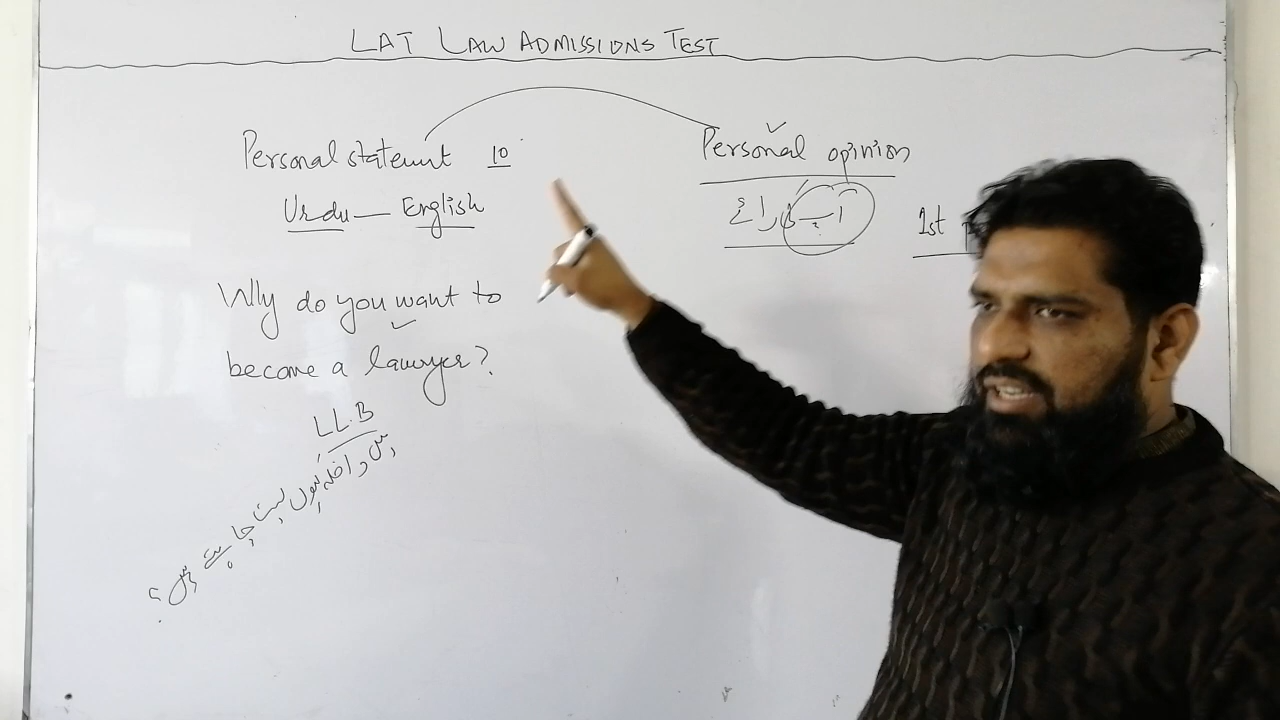 LAT LAW ADMISSIONS TEST
Personal statement 10
Urdu — English
Why do you want to
become a lawyer?
LL.B
میں داخلہ کیوں لینا چاہتے ہیں؟
Personal opinion
آپ کی رائے
1st